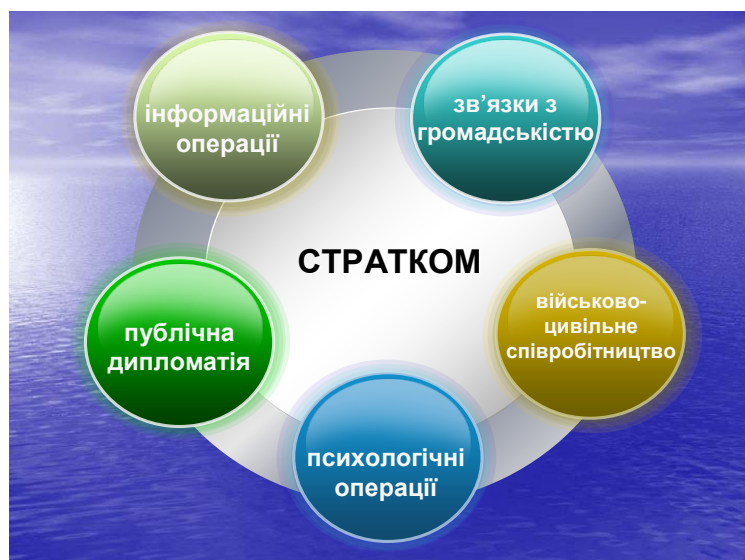 інформаційні
операції
зв’язки з
громадськістю
СТРАТКОМ
військово-
цивільне
співробітництво
публічна
дипломатія
психологічні
операції